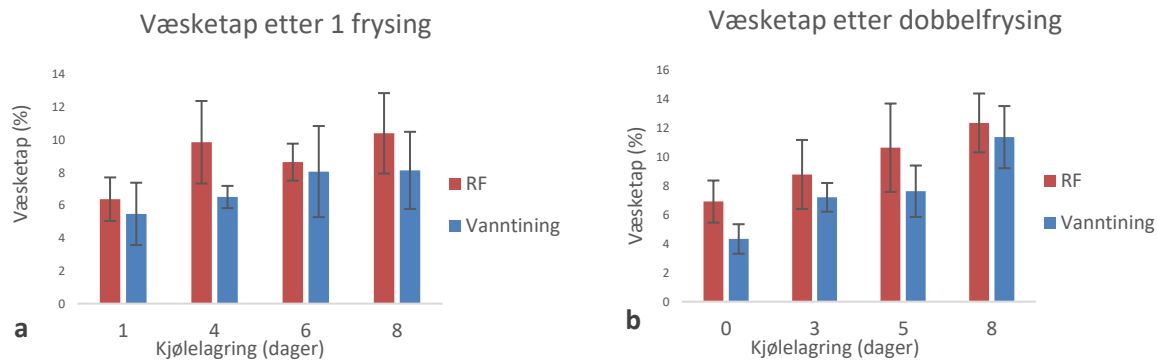 Væsketap etter 1 frysing
Væsketap (%)
14
12
10
8
6
4
2
0
1 4 6 8
Kjølelagring (dager)
RF
Vanntining
a
Væsketap etter dobbelfrysing
Væsketap (%)
16
14
12
10
8
6
4
2
0
0 3 5 8
Kjølelagring (dager)
RF
Vanntining
b